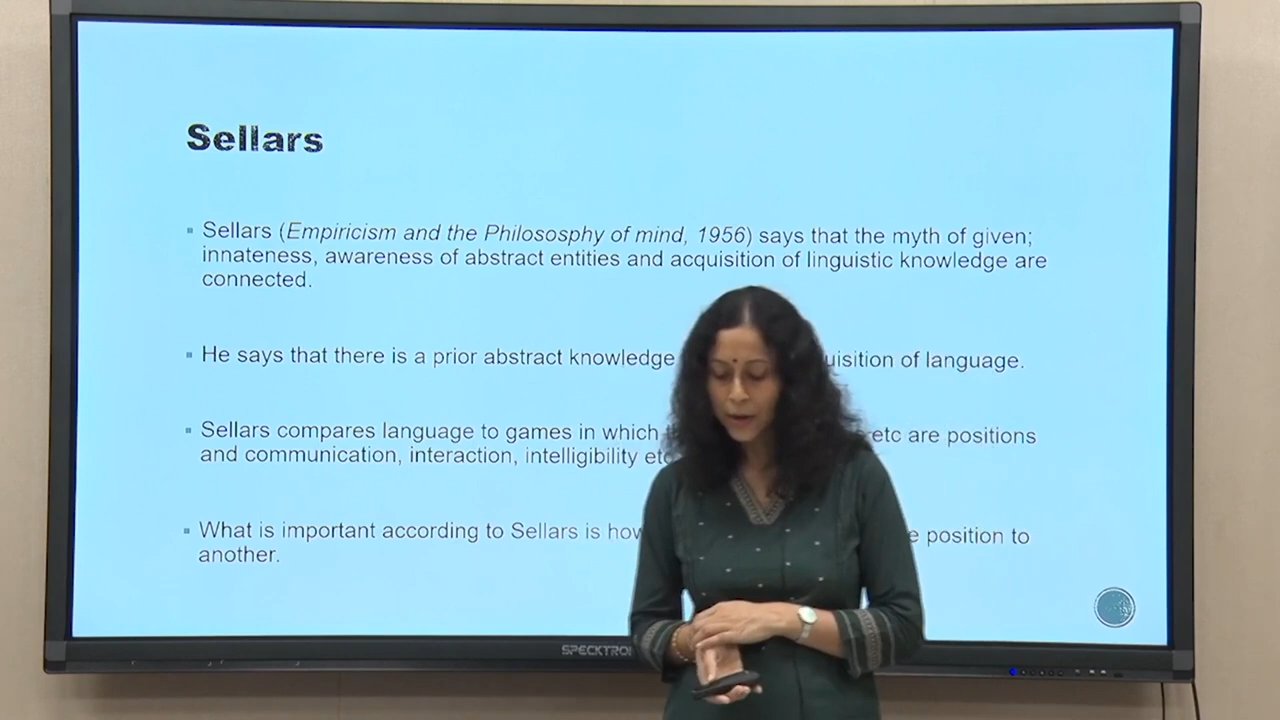 Sellars
Sellars (Empiricism and the Philososphy of mind, 1956) says that the myth of given;
innateness, awareness of abstract entities and acquisition of linguistic knowledge are
connected.
He says that there is a prior abstract knowledge uisition of language.
Sellars compares language to games in which etc are positions
and communication, interaction, intelligibility etc
What is important according to Sellars is how e position to
another.
SPECKTRO